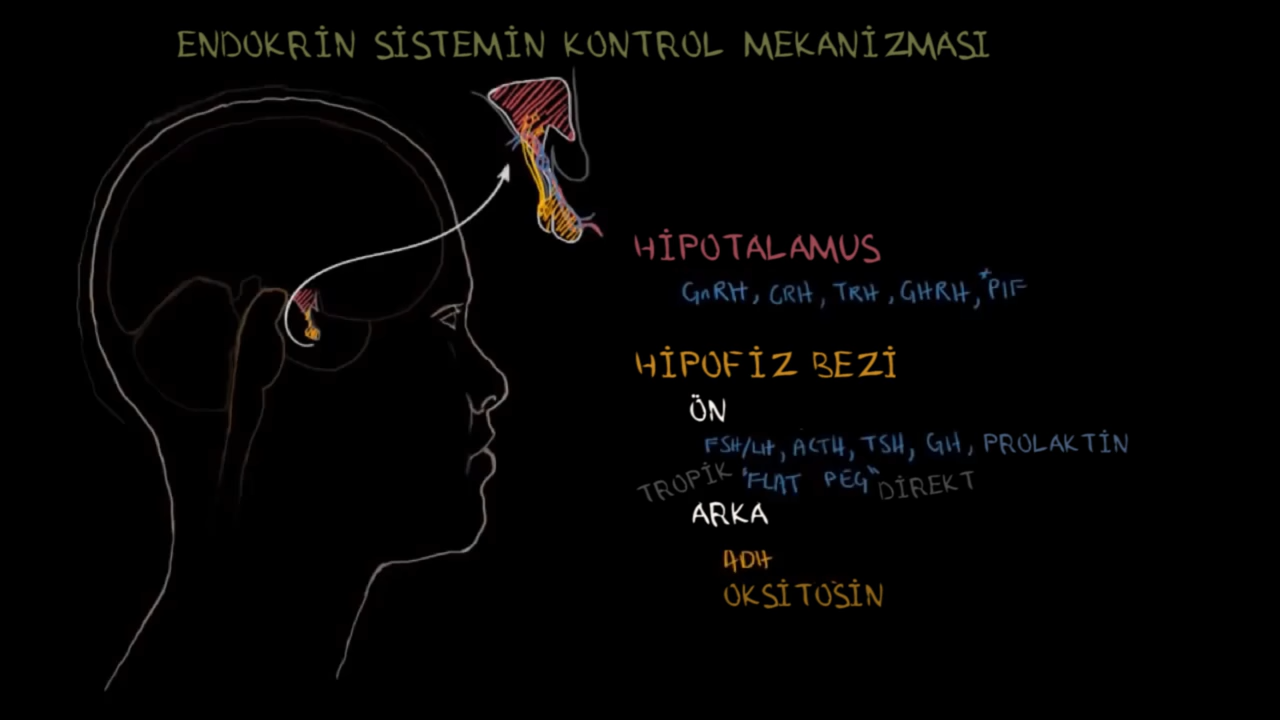 ENDOKRİN SİSTEMİN KONTROL MEKANİZMASI
HİPOTALAMUS
GnRH, CRH, TRH, GHRH, *PIF
HİPOFİZ BEZİ
ÖN
FSH/LH, ACTH, TSH, GH, PROLAKTİN
TROPİK "FLAT PEG" DİREKT
ARKA
ADH
OKSİTOSİN